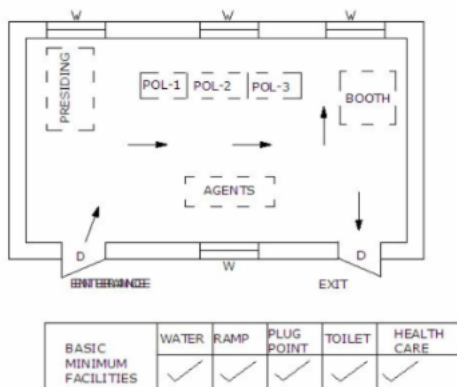 W W W
PRESIDING
POL-1 POL-2 POL-3
BOOTH
AGENTS
D D
W
EXIT
BASIC MINIMUM FACILITIES
WATER RAMP PLUG POINT TOILET HEALTH CARE